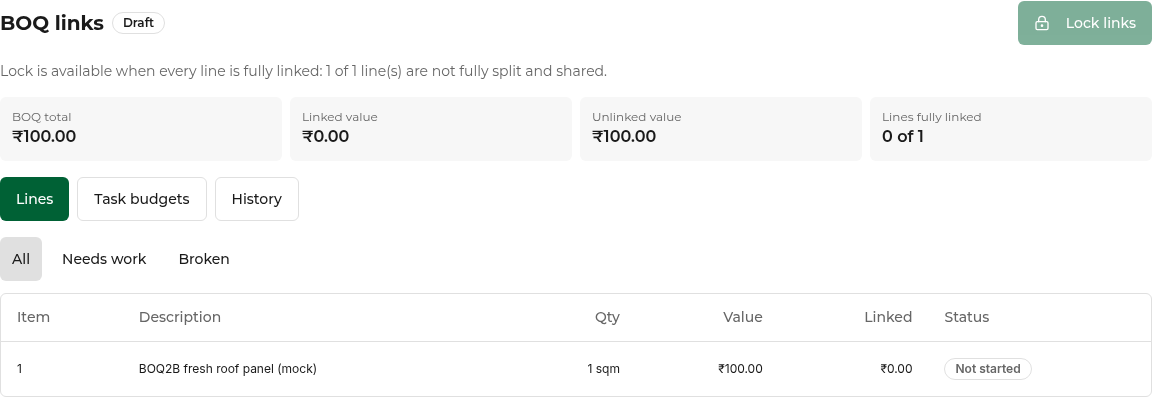 BOQ links Draft Lock links
Lock is available when every line is fully linked: 1 of 1 line(s) are not fully split and shared.
BOQ total Linked value Unlinked value Lines fully linked
₹100.00 ₹0.00 ₹100.00 0 of 1
Lines Task budgets History
All Needs work Broken
Item Description Qty Value Linked Status
1 BOQ2B fresh roof panel (mock) 1 sqm ₹100.00 ₹0.00 Not started